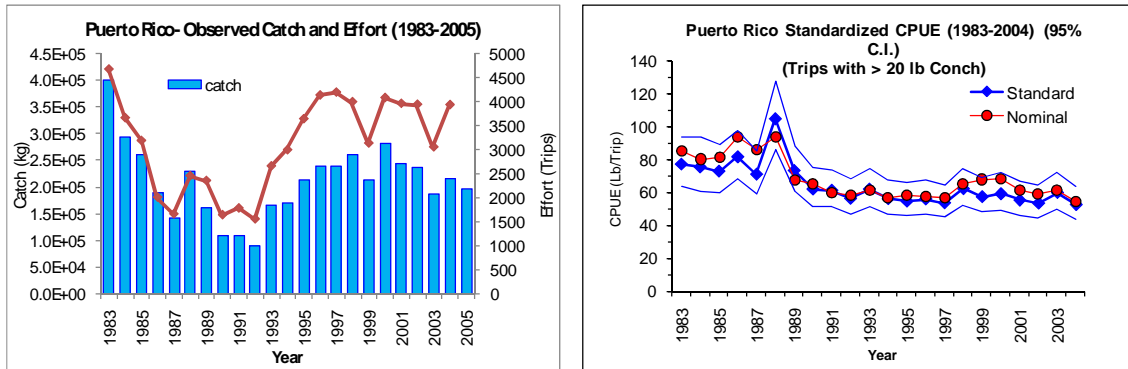 Puerto Rico- Observed Catch and Effort (1983-2005)
4.5E+05
4.0E+05
3.5E+05
3.0E+05
2.5E+05
2.0E+05
1.5E+05
1.0E+05
5.0E+04
0.0E+00
Catch (kg)
catch
5000
4500
4000
3500
3000
2500
2000
1500
1000
500
0
Effort (Trips)
1983
1985
1987
1989
1991
1993
1995
1997
1999
2001
2003
2005
Year
Puerto Rico Standardized CPUE (1983-2004) (95%
C.I.)
(Trips with > 20 lb Conch)
Standard
Nominal
140
120
100
80
60
40
20
0
CPUE (Lb/Trip)
1983
1985
1987
1989
1991
1993
1995
1997
1999
2001
2003
Year